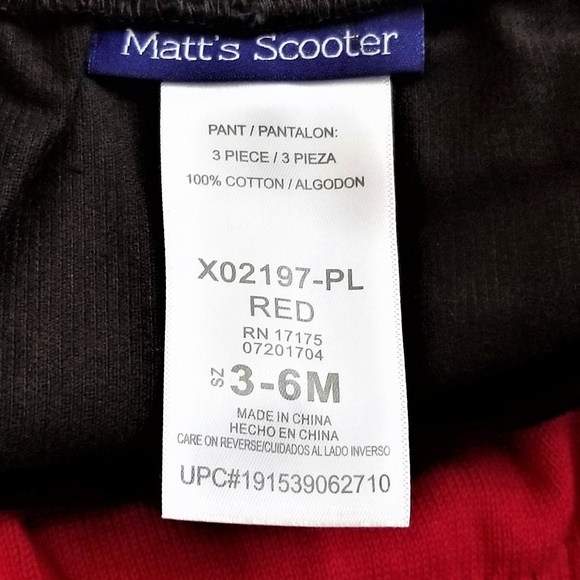 Matt's Scooter
PANT / PANTALON:
3 PIECE / 3 PIEZA
100% COTTON / ALGODON
X02197-PL
RED
RN 17175
07201704
SZ 3-6M
MADE IN CHINA
HECHO EN CHINA
CARE ON REVERSE/CUIDADOS AL LADO INVERSO
UPC#191539062710